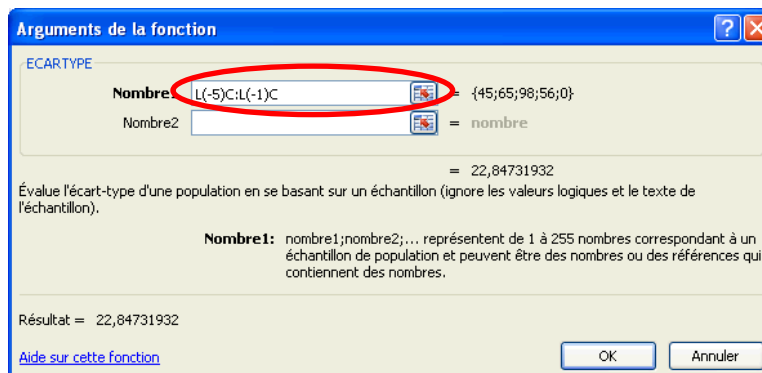 Arguments de la fonction
ECARTYPE
Nombre1 L(-5)C:L(-1)C = {45;65;98;56;0}
Nombre2 = nombre
= 22,84731932
Évalue l'écart-type d'une population en se basant sur un échantillon (ignore les valeurs logiques et le texte de
l'échantillon).
Nombre1: nombre1;nombre2;... représentent de 1 à 255 nombres correspondant à un
échantillon de population et peuvent être des nombres ou des références qui
contiennent des nombres.
Résultat = 22,84731932
Aide sur cette fonction
OK Annuler